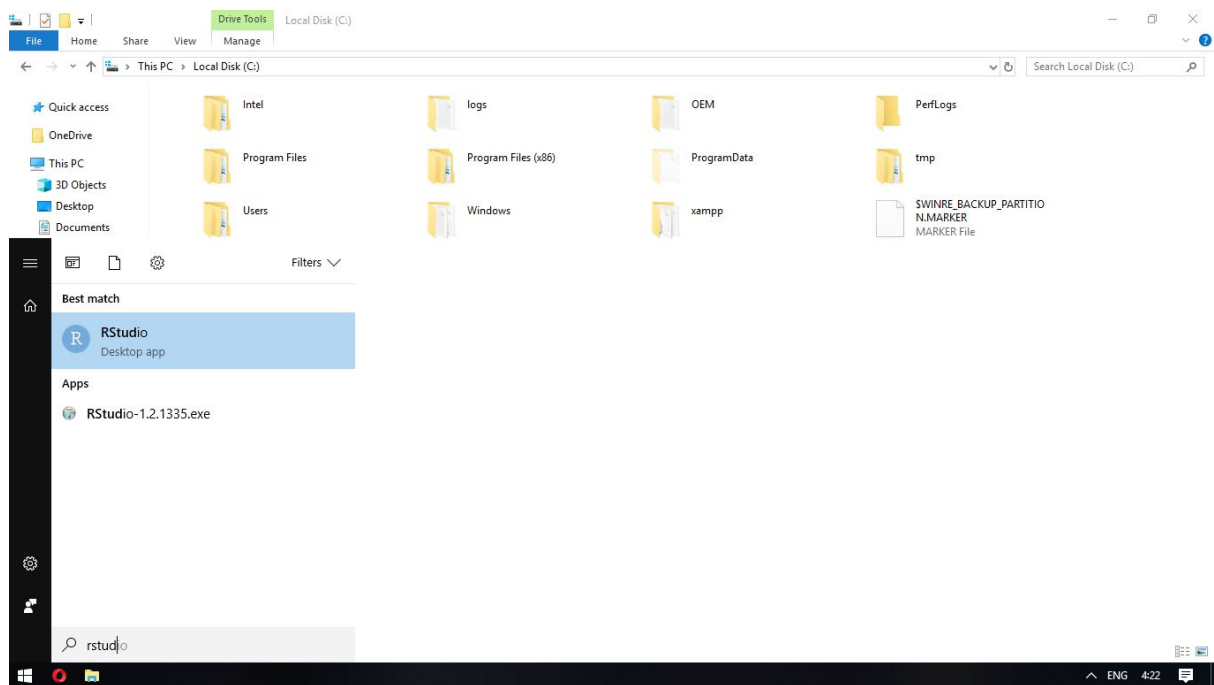 Drive Tools
Local Disk (C:)
File
Home
Share
View
Manage
This PC
Local Disk (C:)
Search Local Disk (C:)
Quick access
OneDrive
This PC
3D Objects
Desktop
Documents
Intel
logs
OEM
PerfLogs
Program Files
Program Files (x86)
ProgramData
tmp
Users
Windows
xampp
$WINRE_BACKUP_PARTITIO
N.MARKER
MARKER File
Filters
Best match
R
RStudio
Desktop app
Apps
RStudio-1.2.1335.exe
rstudio
ENG
4:22